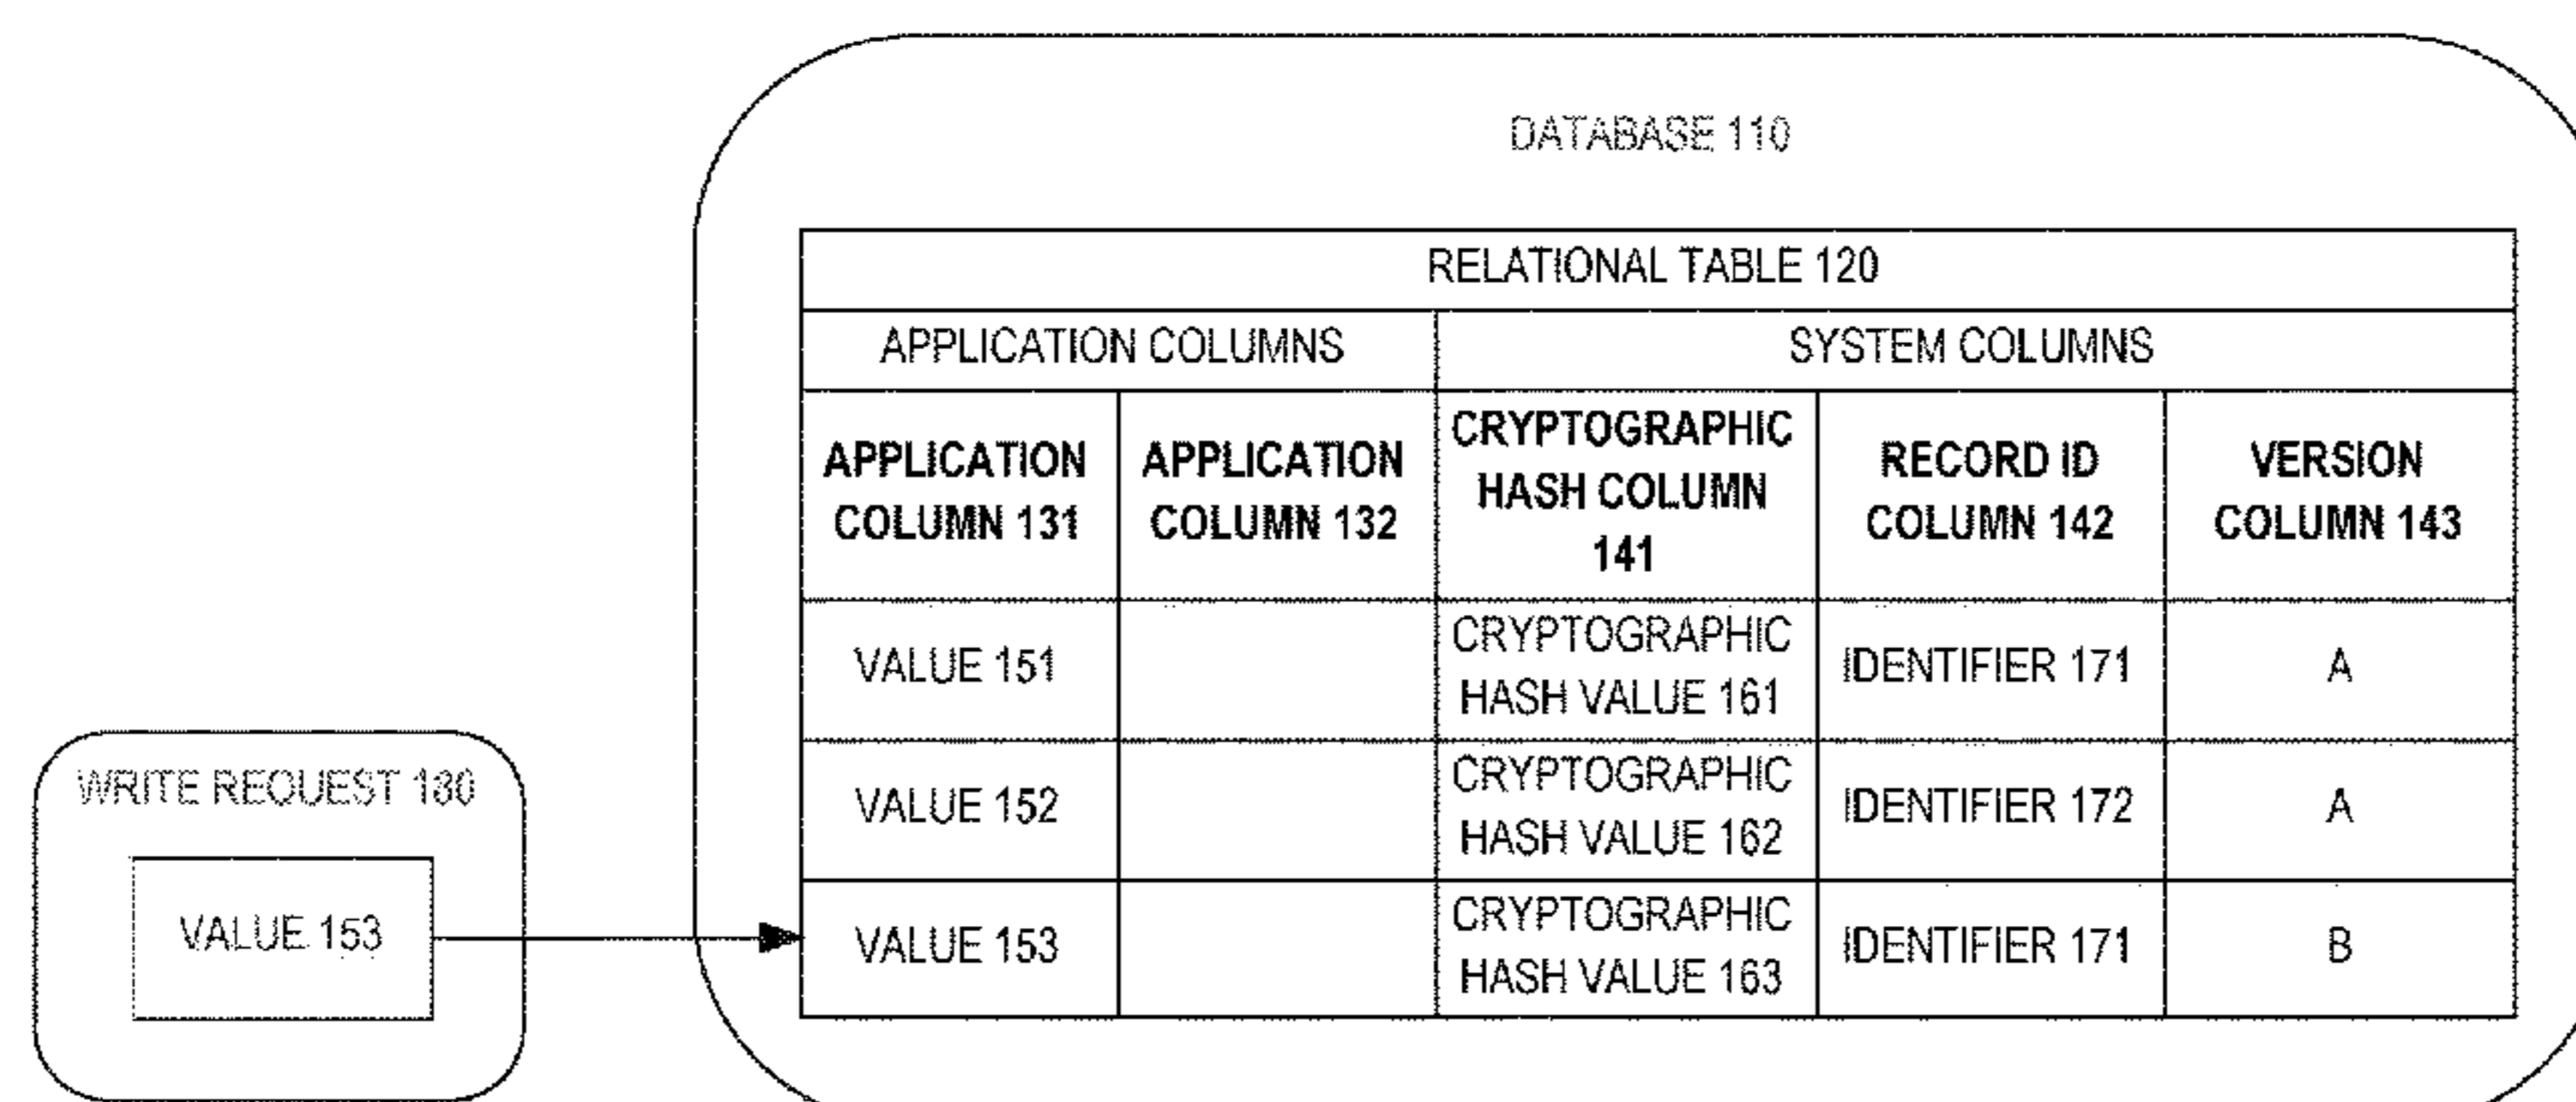 DATABASE 110
RELATIONAL TABLE 120
APPLICATION COLUMNS
SYSTEM COLUMNS
APPLICATION
COLUMN 131
APPLICATION
COLUMN 132
CRYPTOGRAPHIC
HASH COLUMN
141
RECORD ID
COLUMN 142
VERSION
COLUMN 143
VALUE 151
CRYPTOGRAPHIC
HASH VALUE 161
IDENTIFIER 171
A
WRITE REQUEST 180
VALUE 152
CRYPTOGRAPHIC
HASH VALUE 162
IDENTIFIER 172
A
VALUE 153
VALUE 153
CRYPTOGRAPHIC
HASH VALUE 163
IDENTIFIER 171
B